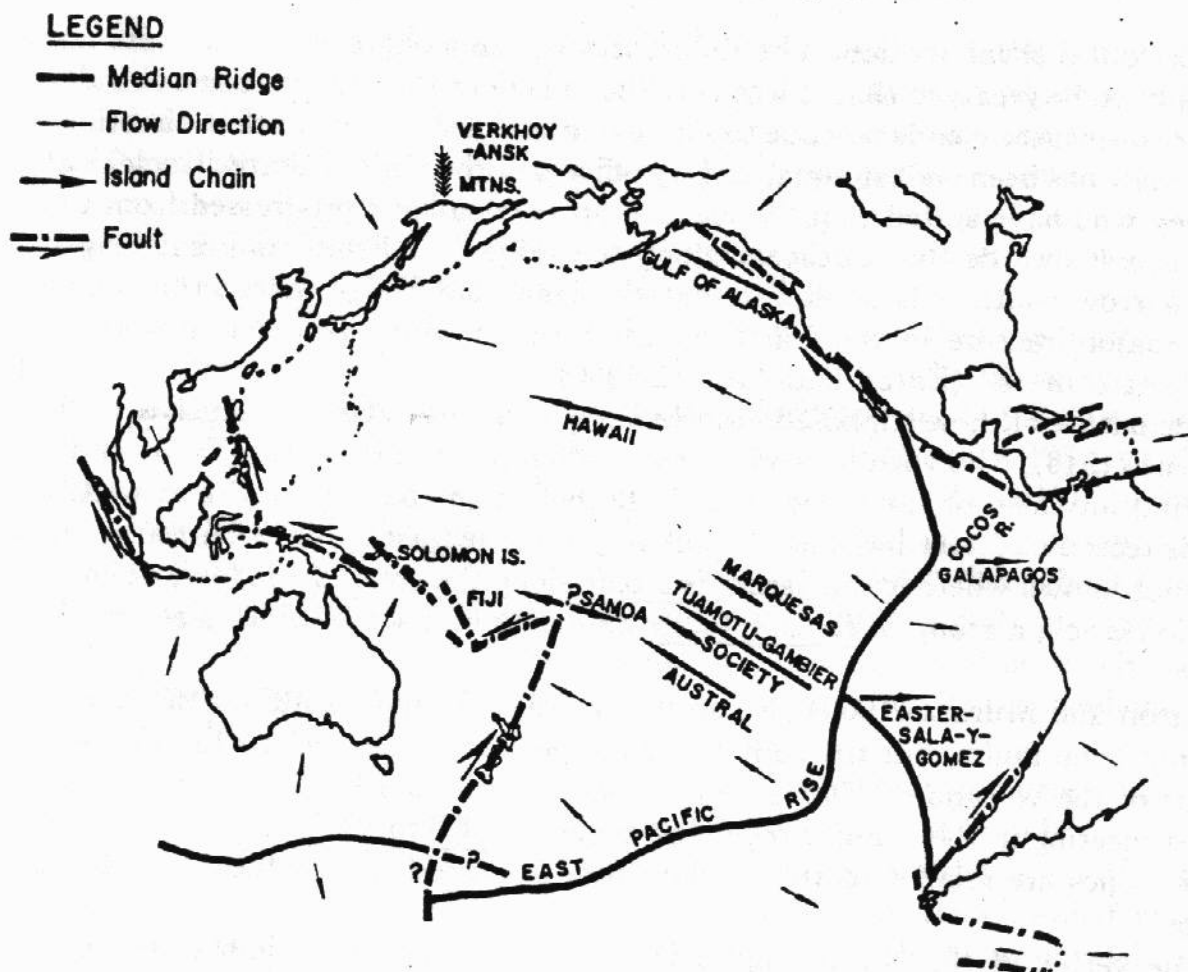 LEGEND
Median Ridge
Flow Direction
Island Chain
Fault
VERKHOY
-ANSK
MTNS.
GULF OF ALASKA
HAWAII
COCOS R.
GALAPAGOS
SOLOMON IS.
FIJI
?
SAMOA
MARQUESAS
TUAMOTU-GAMBIER
SOCIETY
AUSTRAL
EASTER-
SALA-Y-
GOMEZ
EAST PACIFIC RISE
?
?